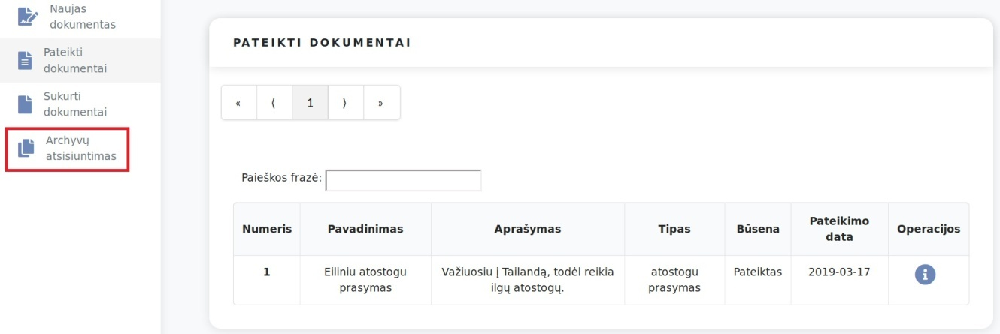 Naujas
dokumentas
Pateikti
dokumentai
Sukurti
dokumentai
Archyvų
atsisiuntimas
PATEIKTI DOKUMENTAI
« ⟨ 1 ⟩ »
Paieškos frazė:
Numeris Pavadinimas Aprašymas Tipas Būsena Pateikimo data Operacijos
1 Eiliniu atostogu prasymas Važiuosiu į Tailandą, todėl reikia ilgų atostogų. atostogu prasymas Pateiktas 2019-03-17